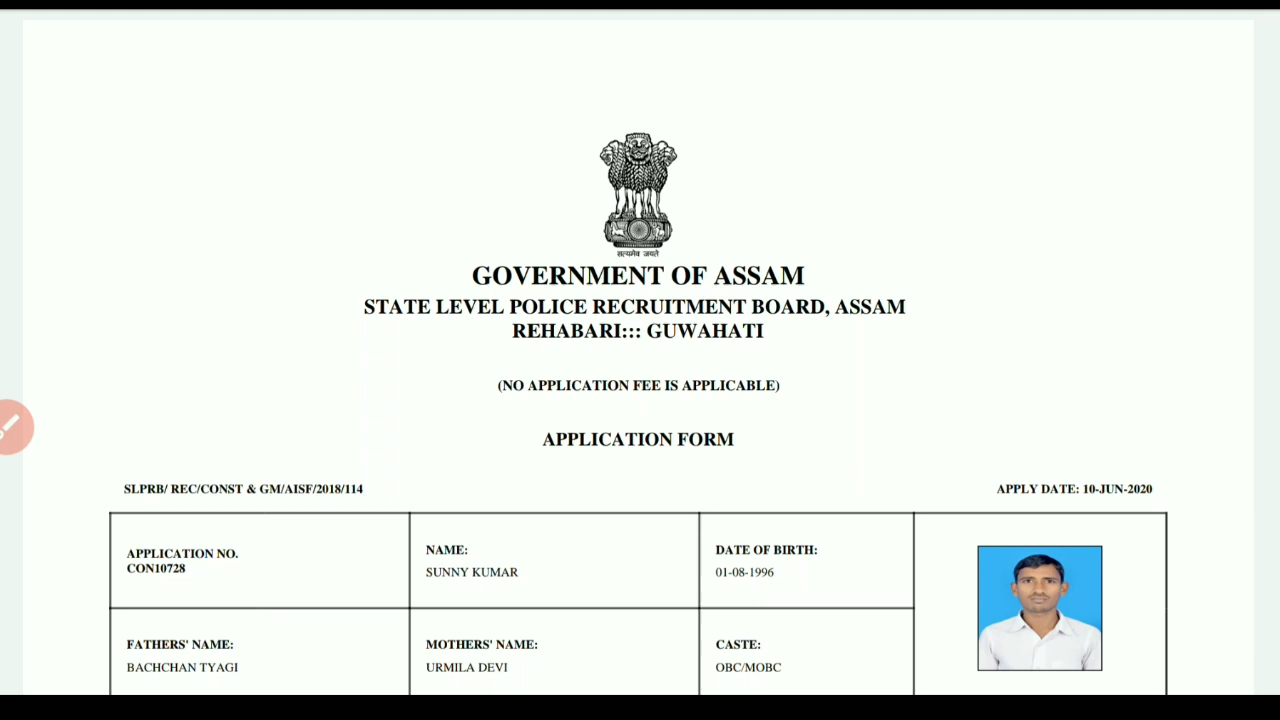 सत्यमेव जयते
GOVERNMENT OF ASSAM
STATE LEVEL POLICE RECRUITMENT BOARD, ASSAM
REHABARI::: GUWAHATI
(NO APPLICATION FEE IS APPLICABLE)
APPLICATION FORM
SLPRB/ REC/CONST & GM/AISF/2018/114
APPLY DATE: 10-JUN-2020
APPLICATION NO.
CON10728
NAME:
SUNNY KUMAR
DATE OF BIRTH:
01-08-1996
FATHERS' NAME:
BACHCHAN TYAGI
MOTHERS' NAME:
URMILA DEVI
CASTE:
OBC/MOBC